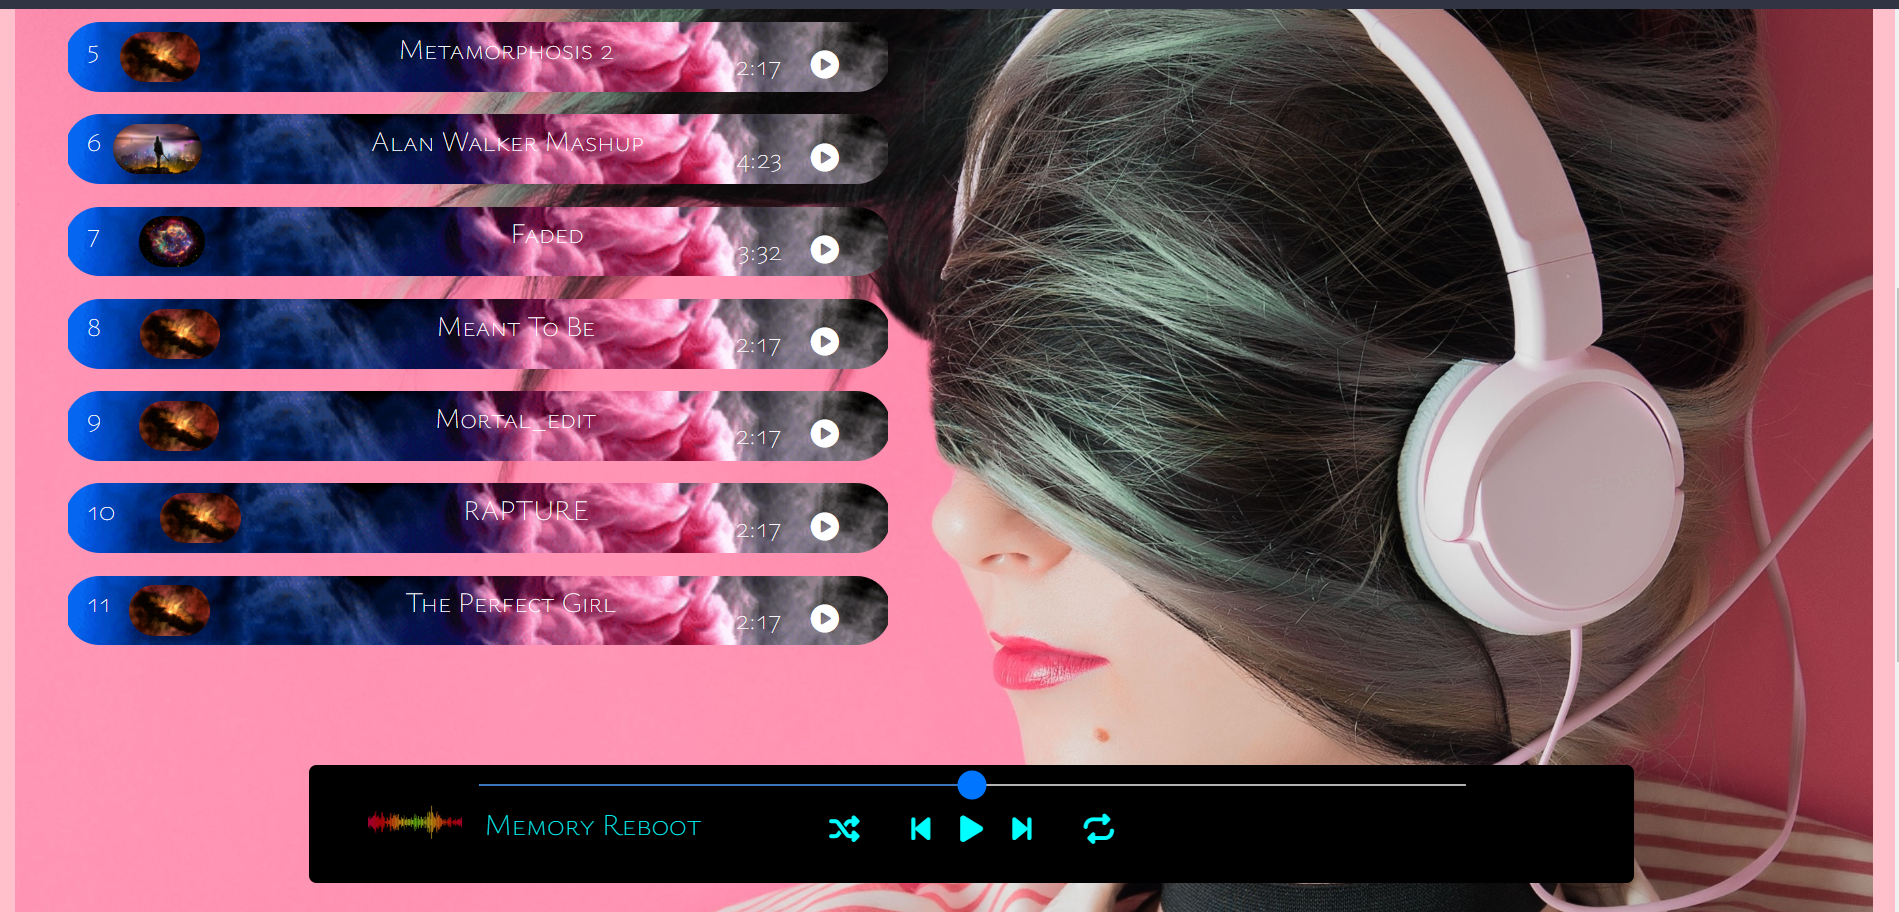 5 Metamorphosis 2 2:17
6 Alan Walker Mashup 4:23
7 Faded 3:32
8 Meant To Be 2:17
9 Mortal_edit 2:17
10 RAPTURE 2:17
11 The Perfect Girl 2:17
Memory Reboot